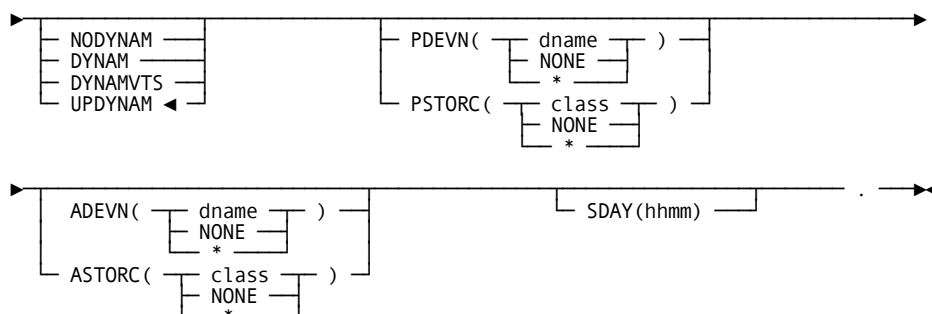 NODYNAM PDEVN( dname )
DYNAM NONE
DYNAMVTS *
UPDYNAM ◄ PSTORC( class )
NONE
*
ADEVN( dname ) SDAY(hhmm) .
NONE
*
ASTORC( class )
NONE
*